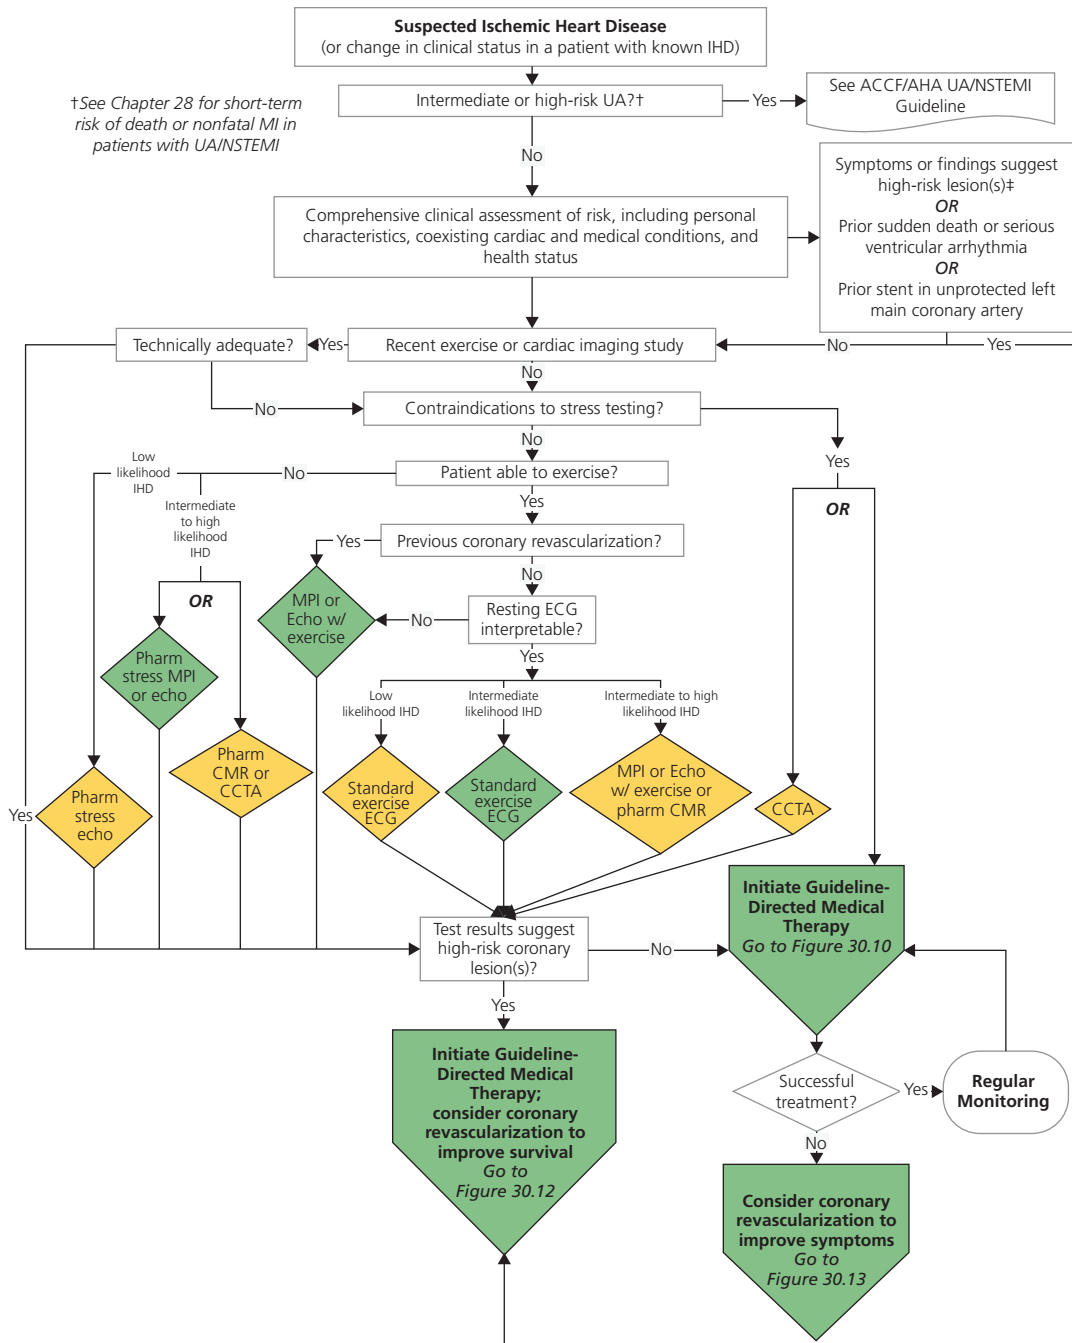 Suspected Ischemic Heart Disease
(or change in clinical status in a patient with known IHD)
†See Chapter 28 for short-term
risk of death or nonfatal MI in
patients with UA/NSTEMI
Intermediate or high-risk UA?†
Yes
See ACCF/AHA UA/NSTEMI
Guideline
No
Comprehensive clinical assessment of risk, including personal
characteristics, coexisting cardiac and medical conditions, and
health status
Symptoms or findings suggest
high-risk lesion(s)‡
OR
Prior sudden death or serious
ventricular arrhythmia
OR
Prior stent in unprotected left
main coronary artery
Technically adequate?
Yes
Recent exercise or cardiac imaging study
No
Yes
No
No
Contraindications to stress testing?
No
Yes
Low
likelihood
IHD
No
Patient able to exercise?
Intermediate
to high
likelihood
IHD
Yes
OR
Yes
Previous coronary revascularization?
No
OR
MPI or
Echo w/
exercise
No
Resting ECG
interpretable?
Yes
Pharm
stress MPI
or echo
Low
likelihood IHD
Intermediate
likelihood IHD
Intermediate to high
likelihood IHD
Pharm
CMR or
CCTA
Yes
Pharm
stress
echo
Standard
exercise
ECG
Standard
exercise
ECG
MPI or Echo
w/ exercise or
pharm CMR
CCTA
Test results suggest
high-risk coronary
lesion(s)?
No
Initiate Guideline-
Directed Medical
Therapy
Go to Figure 30.10
Yes
Initiate Guideline-
Directed Medical
Therapy;
consider coronary
revascularization to
improve survival
Go to
Figure 30.12
Successful
treatment?
Yes
Regular
Monitoring
No
Consider coronary
revascularization to
improve symptoms
Go to
Figure 30.13